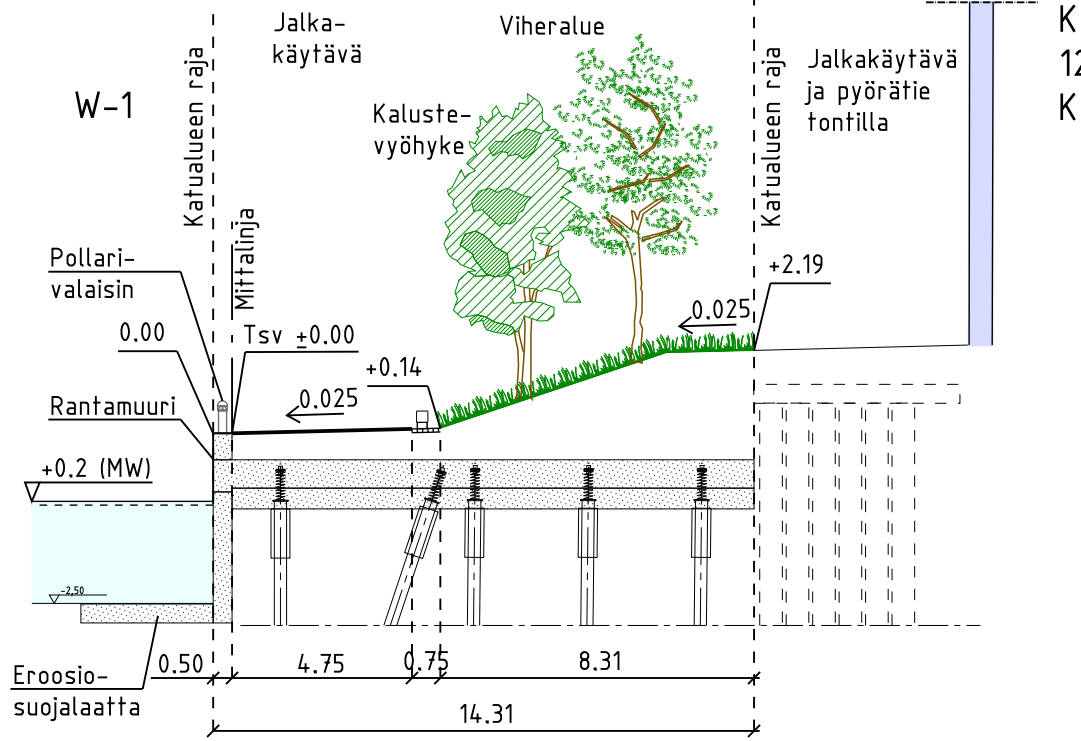 Jalka-
käytävä
Viheralue
W-1
Katualueen raja
Kaluste-
vyöhyke
Katualueen raja
Jalkakäytävä
ja pyörätie
tontilla
K
12
K
Pollari-
valaisin
Mittalinja
+2.19
0.025
0.00
Tsv ±0.00
+0.14
0.025
Rantamuuri
+0.2 (MW)
-2,50
Eroosio-
suojalaatta
0.50
4.75
0.75
8.31
14.31